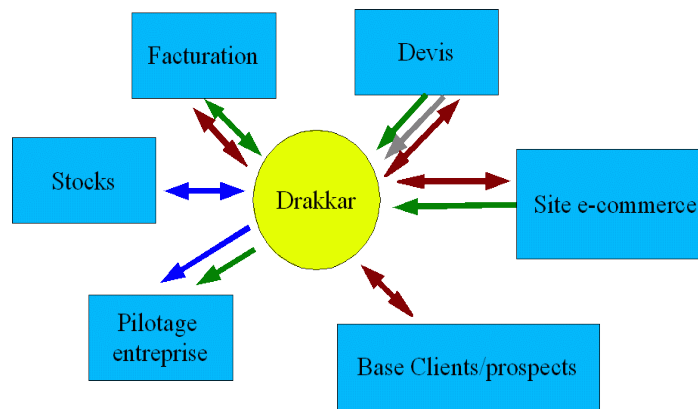 Facturation
Devis
Stocks
Drakkar
Site e-commerce
Pilotage
entreprise
Base Clients/prospects